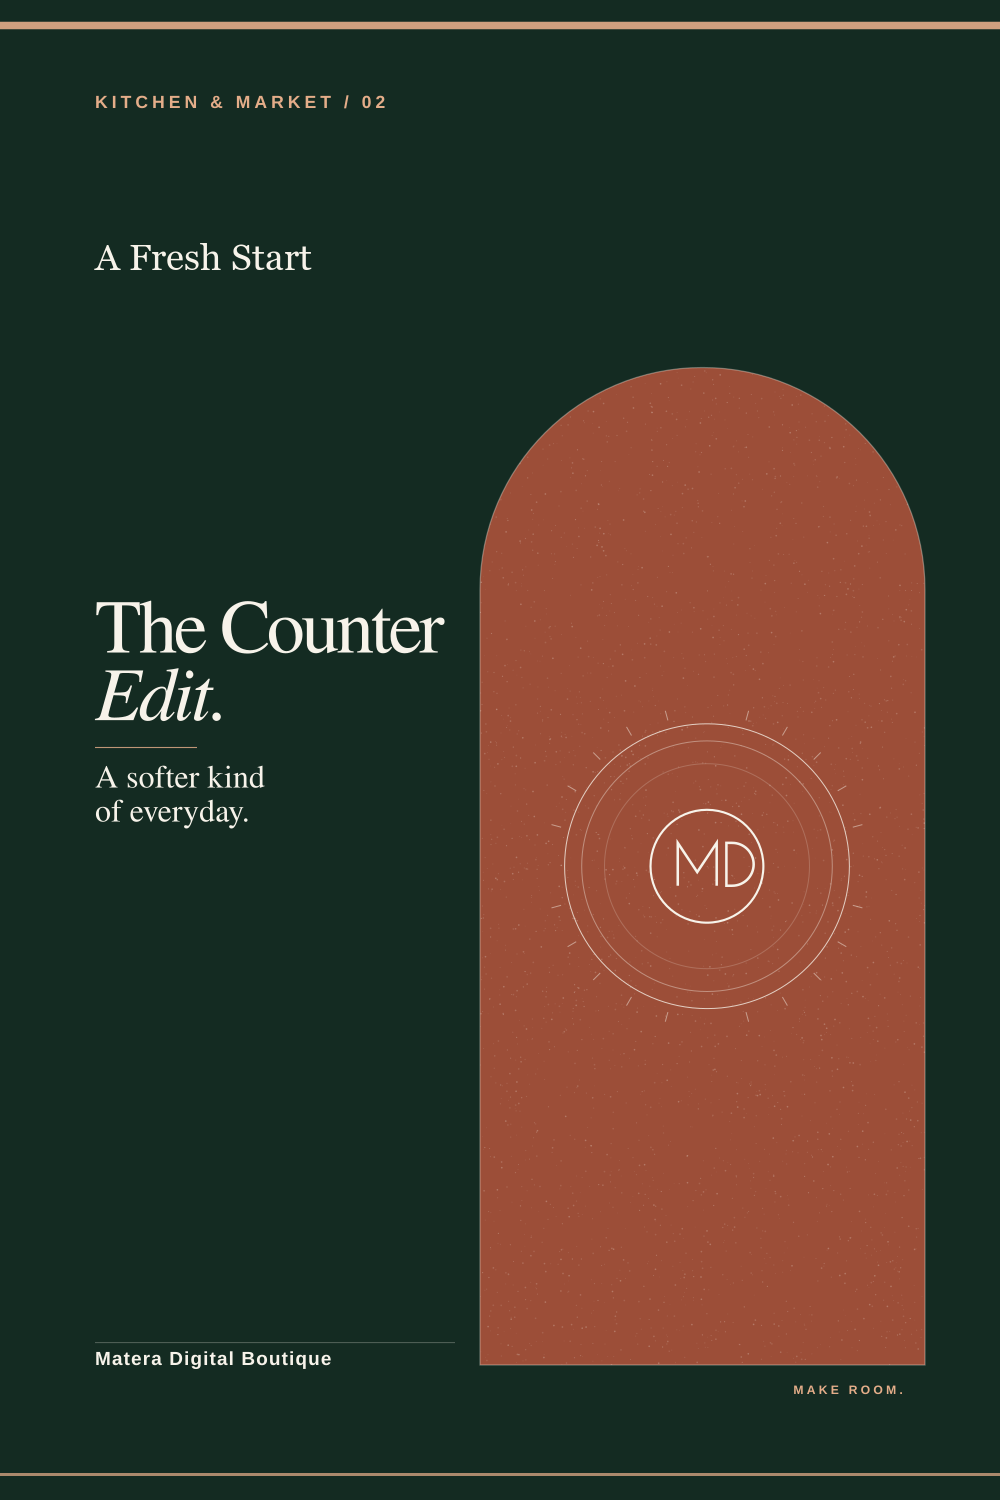 KITCHEN & MARKET / 02
A Fresh Start
The Counter
Edit.
A softer kind
of everyday.
MD
Matera Digital Boutique
MAKE ROOM.